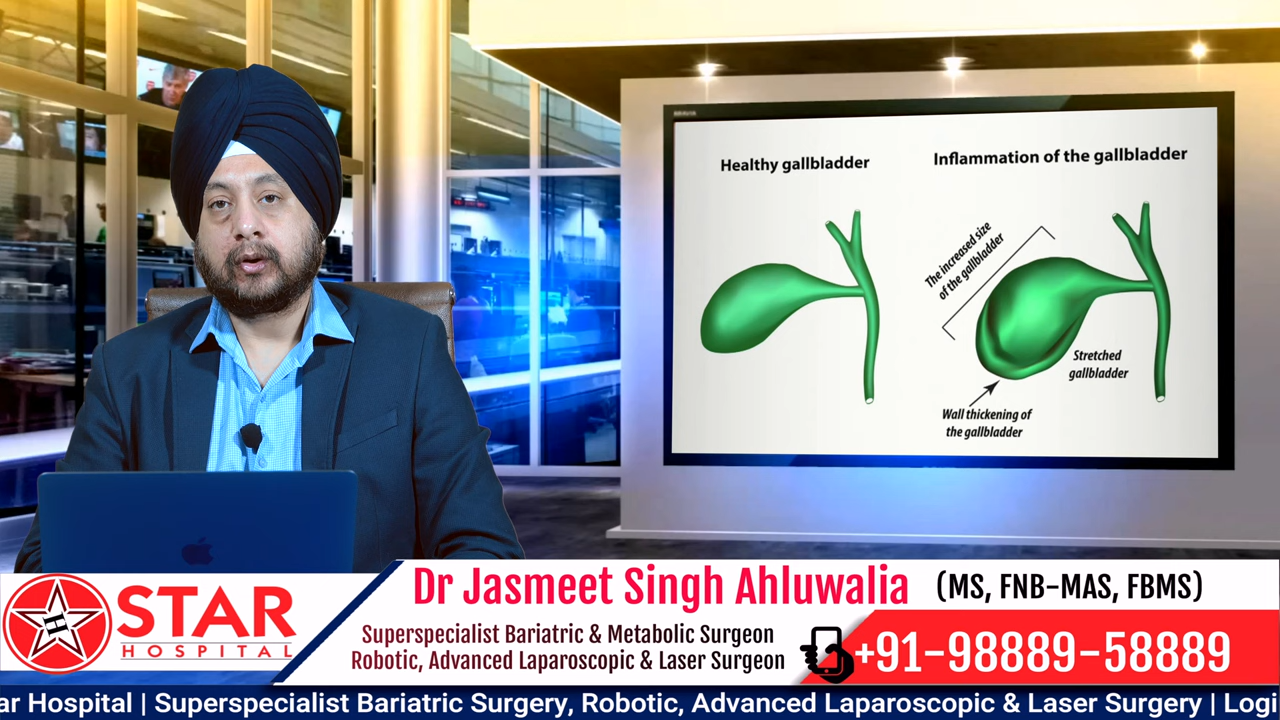 BRAVIA
Healthy gallbladder
Inflammation of the gallbladder
The increased size
of the gallbladder
Stretched
gallbladder
Wall thickening of
the gallbladder
STAR
HOSPITAL
H
Dr Jasmeet Singh Ahluwalia (MS, FNB-MAS, FBMS)
Superspecialist Bariatric & Metabolic Surgeon
Robotic, Advanced Laparoscopic & Laser Surgeon
+91-98889-58889
ar Hospital | Superspecialist Bariatric Surgery, Robotic, Advanced Laparoscopic & Laser Surgery | Logi